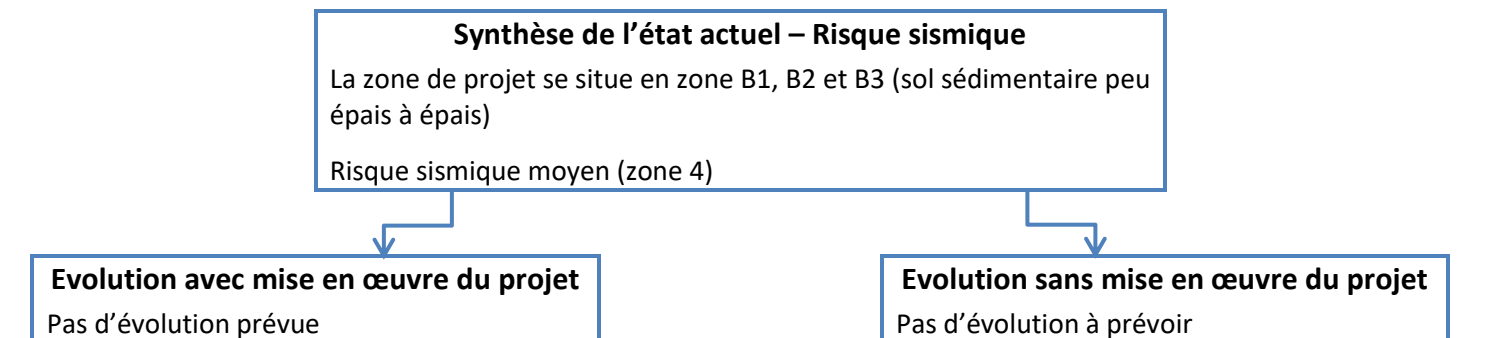 Synthèse de l’état actuel – Risque sismique
La zone de projet se situe en zone B1, B2 et B3 (sol sédimentaire peu
épais à épais)
Risque sismique moyen (zone 4)
Evolution avec mise en œuvre du projet
Pas d’évolution prévue
Evolution sans mise en œuvre du projet
Pas d’évolution à prévoir